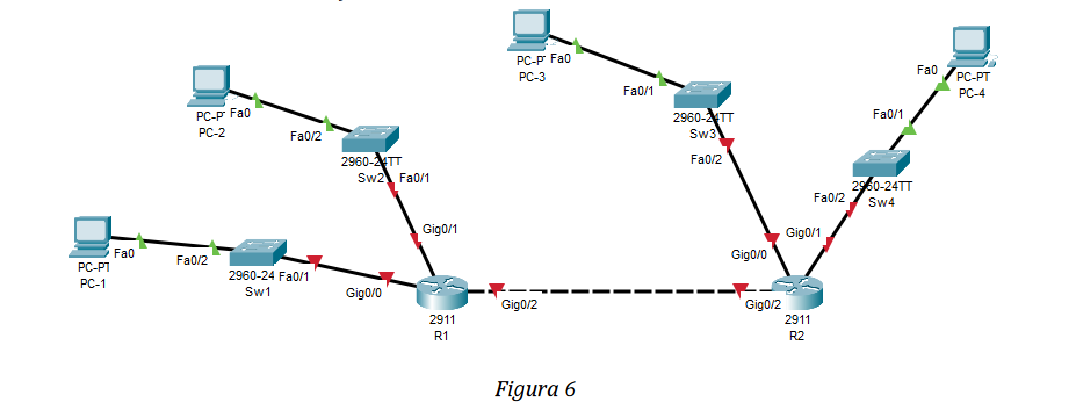 PC-PT
PC-3
Fa0
Fa0/1
2960-24TT
Sw3
Fa0/2
Fa0
PC-PT
PC-4
Fa0/1
2960-24TT
Sw4
Fa0/2
PC-PT
PC-2
Fa0
Fa0/2
2960-24TT
Sw2
Fa0/1
Gig0/1
PC-PT
PC-1
Fa0
Fa0/2
2960-24
Sw1
Fa0/1
Gig0/0
2911
R1
Gig0/2
Gig0/0
Gig0/1
Gig0/2
2911
R2
Figura 6